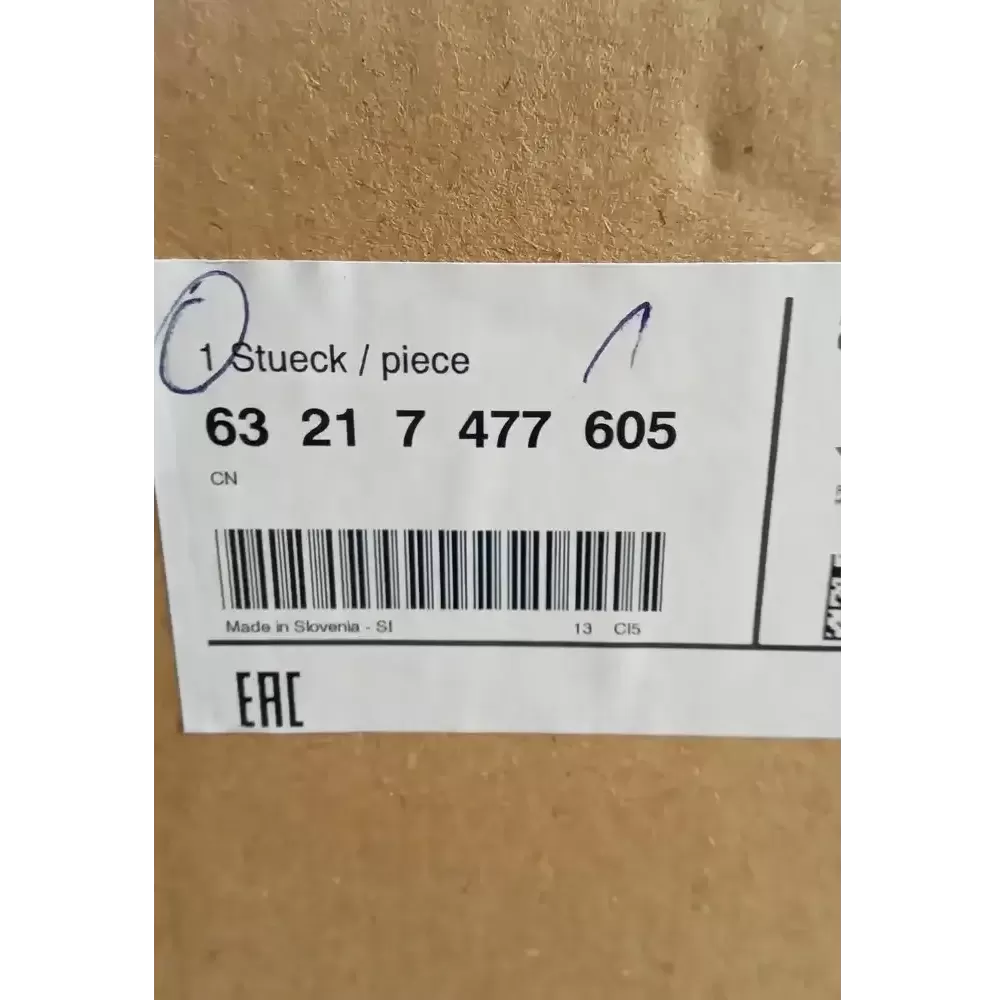 1 Stueck / piece
63 21 7 477 605
CN
Made in Slovenia - SI 13 CI5
EAC